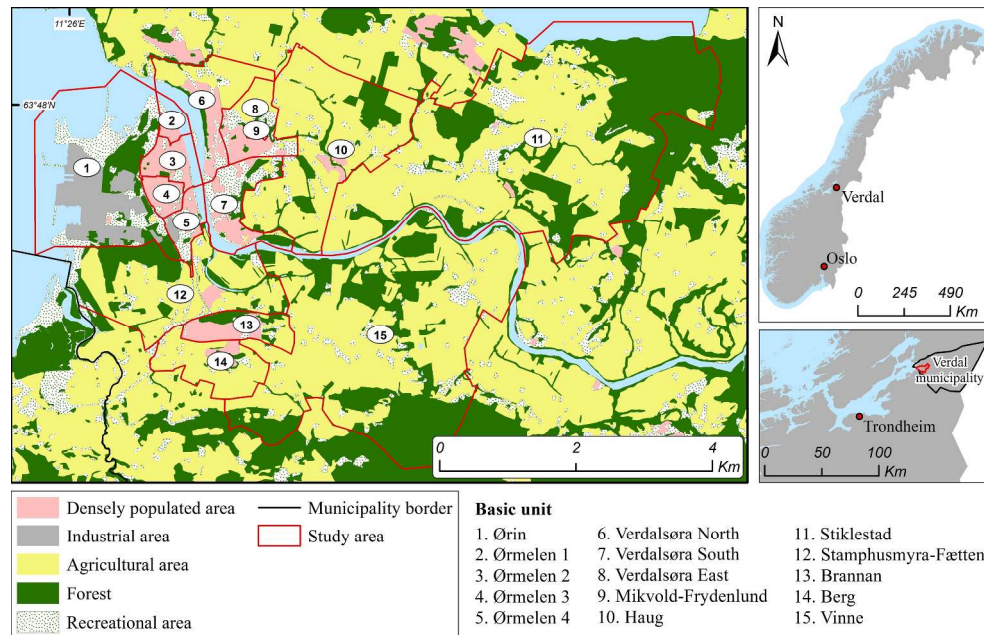 11°26'E
63°48'N
1
2
3
4
5
6
7
8
9
10
11
12
13
14
15
0 2 4
Km
N
Verdal
Oslo
0 245 490
Km
Verdal
municipality
Trondheim
0 50 100
Km
Densely populated area
Industrial area
Agricultural area
Forest
Recreational area
Municipality border
Study area
Basic unit
1. Ørin
2. Ørmelen 1
3. Ørmelen 2
4. Ørmelen 3
5. Ørmelen 4
6. Verdalsøra North
7. Verdalsøra South
8. Verdalsøra East
9. Mikvold-Frydenlund
10. Haug
11. Stiklestad
12. Stamphusmyra-Fætten
13. Brannan
14. Berg
15. Vinne